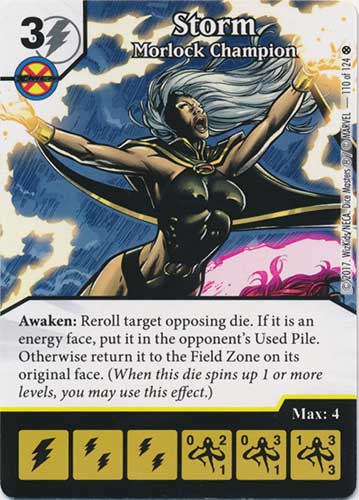 3
Storm
Morlock Champion
X-MEN
110 of 124
©2017. WizKids/NECA. Dice Masters ®/™ © MARVEL
Awaken: Reroll target opposing die. If it is an
energy face, put it in the opponent's Used Pile.
Otherwise return it to the Field Zone on its
original face. (When this die spins up 1 or more
levels, you may use this effect.)
Max: 4
0 2 1
0 3 1
1 3 3